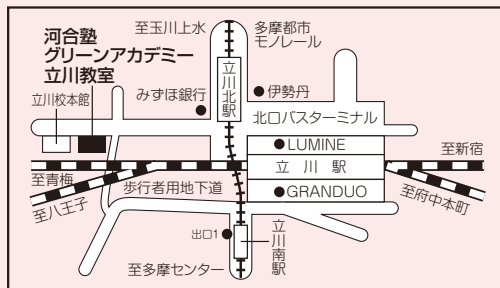 至玉川上水
多摩都市
モノレール
河合塾
グリーンアカデミー
立川教室
立川北駅
みずほ銀行
伊勢丹
立川校本館
北口バスターミナル
LUMINE
至新宿
立川駅
至青梅
歩行者用地下道
GRANDUO
至八王子
至府中本町
出口1
立川南駅
至多摩センター